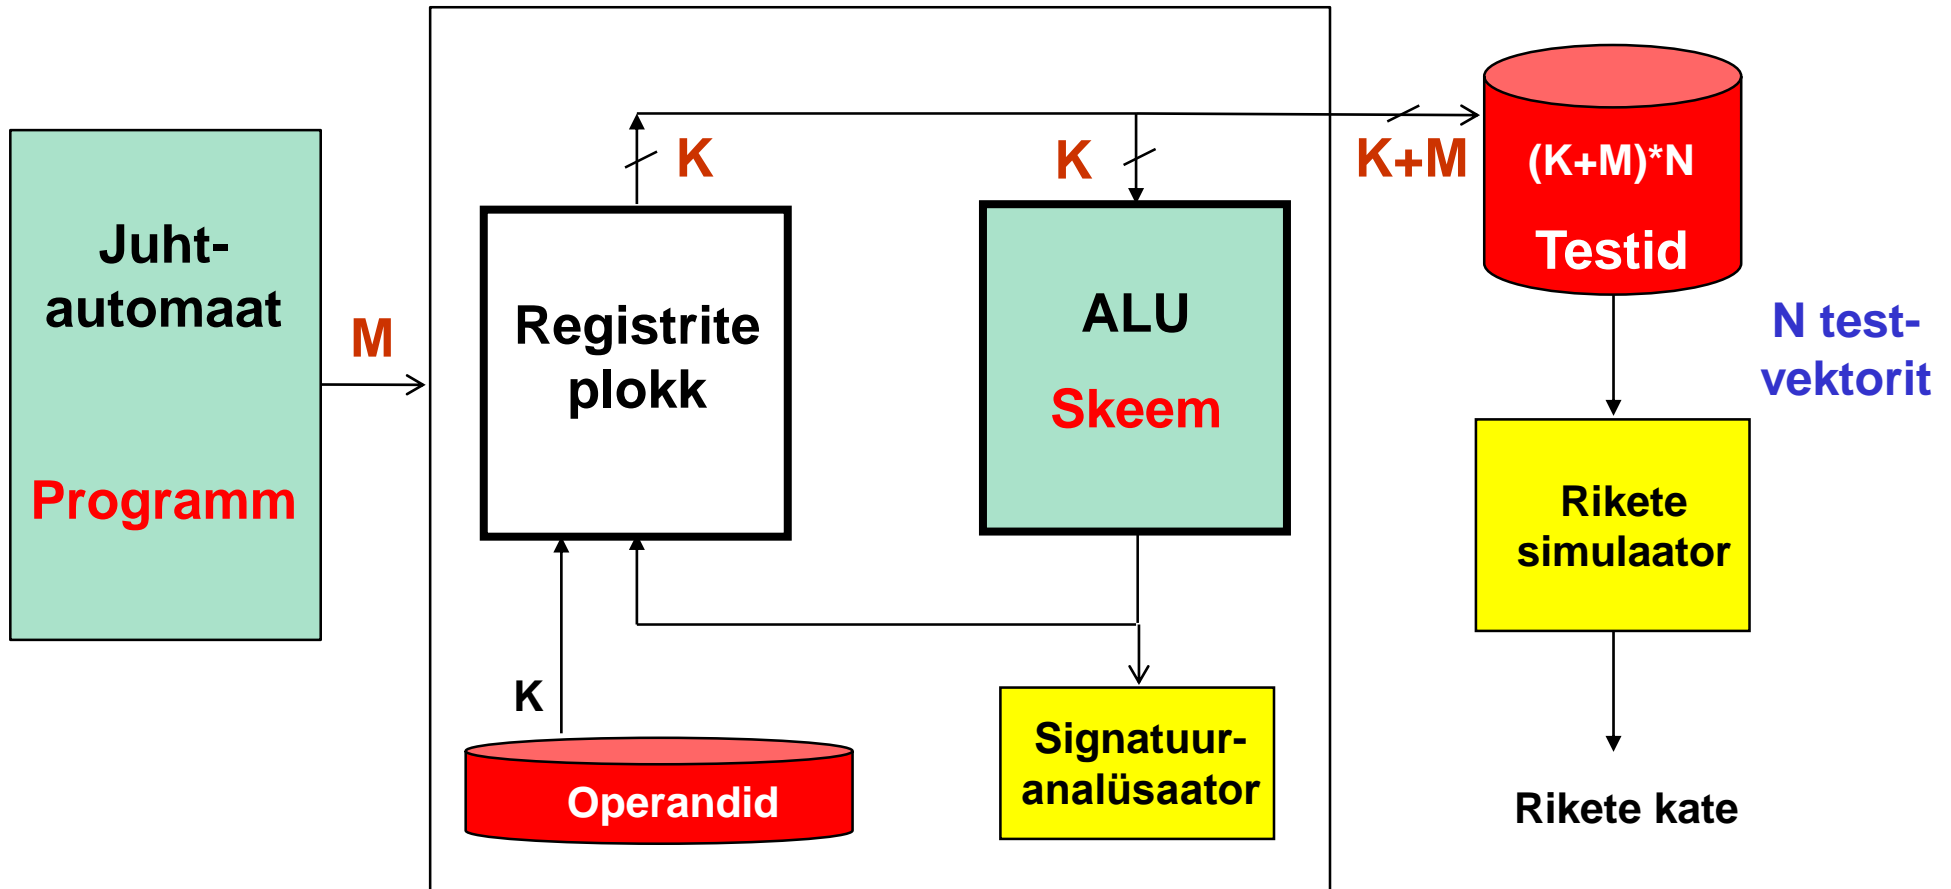 Juht-
automaat
Programm
M
K
K
K+M
Registrite
plokk
ALU
Skeem
K
Operandid
Signatuur-
analüsaator
(K+M)*N
Testid
N test-
vektorit
Rikete
simulaator
Rikete kate